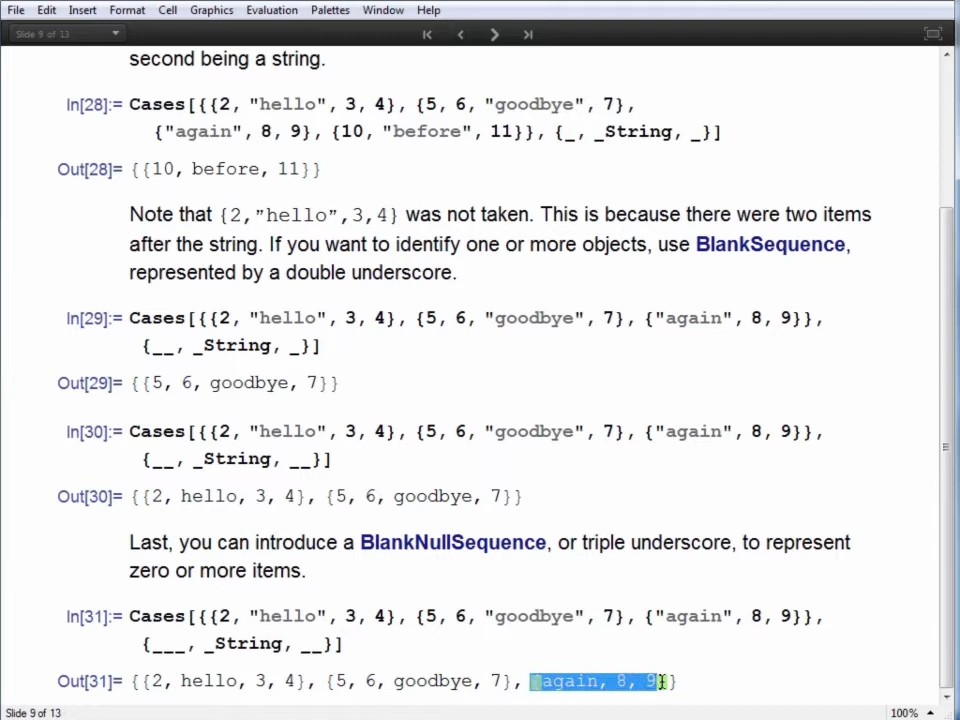 File Edit Insert Format Cell Graphics Evaluation Palettes Window Help
Slide 9 of 13
second being a string.
In[28]:= Cases[{{2, "hello", 3, 4}, {5, 6, "goodbye", 7},
{"again", 8, 9}, {10, "before", 11}}, {_, _String, _}]
Out[28]= {{10, before, 11}}
Note that {2,"hello",3,4} was not taken. This is because there were two items
after the string. If you want to identify one or more objects, use BlankSequence,
represented by a double underscore.
In[29]:= Cases[{{2, "hello", 3, 4}, {5, 6, "goodbye", 7}, {"again", 8, 9}},
{__, _String, _}]
Out[29]= {{5, 6, goodbye, 7}}
In[30]:= Cases[{{2, "hello", 3, 4}, {5, 6, "goodbye", 7}, {"again", 8, 9}},
{__, _String, __}]
Out[30]= {{2, hello, 3, 4}, {5, 6, goodbye, 7}}
Last, you can introduce a BlankNullSequence, or triple underscore, to represent
zero or more items.
In[31]:= Cases[{{2, "hello", 3, 4}, {5, 6, "goodbye", 7}, {"again", 8, 9}},
{___, _String, __}]
Out[31]= {{2, hello, 3, 4}, {5, 6, goodbye, 7}, {again, 8, 9}}
Slide 9 of 13 100%